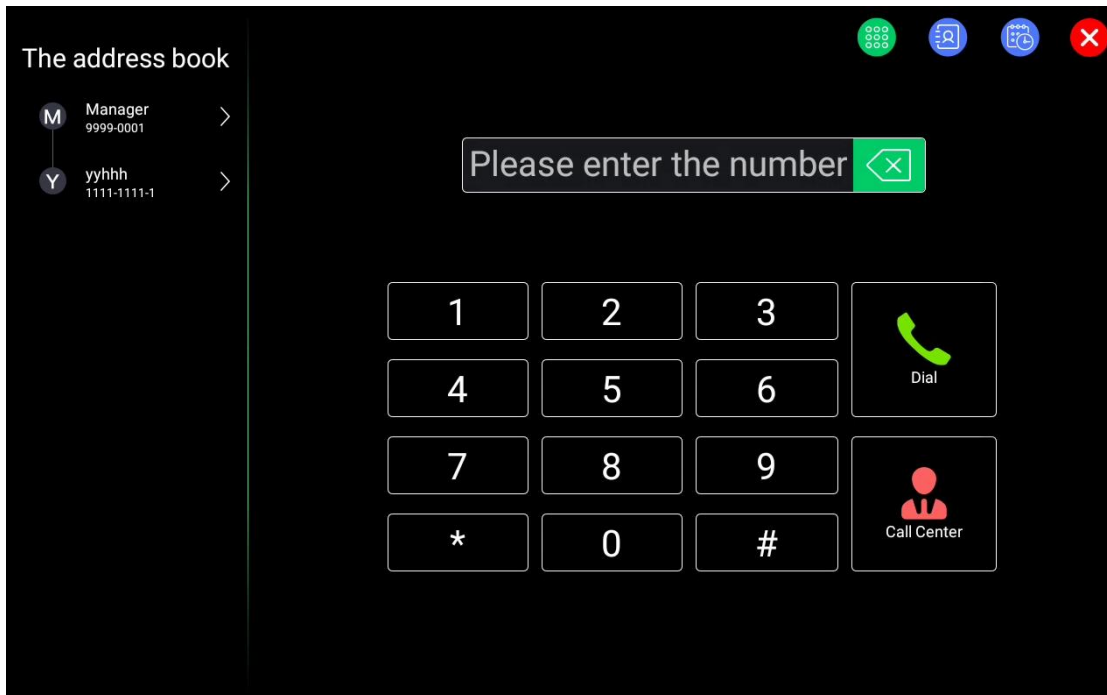 The address book
M
Manager
9999-0001
Y
yyhhh
1111-1111-1
Please enter the number
1 2 3
Dial
4 5 6
7 8 9
Call Center
* 0 #